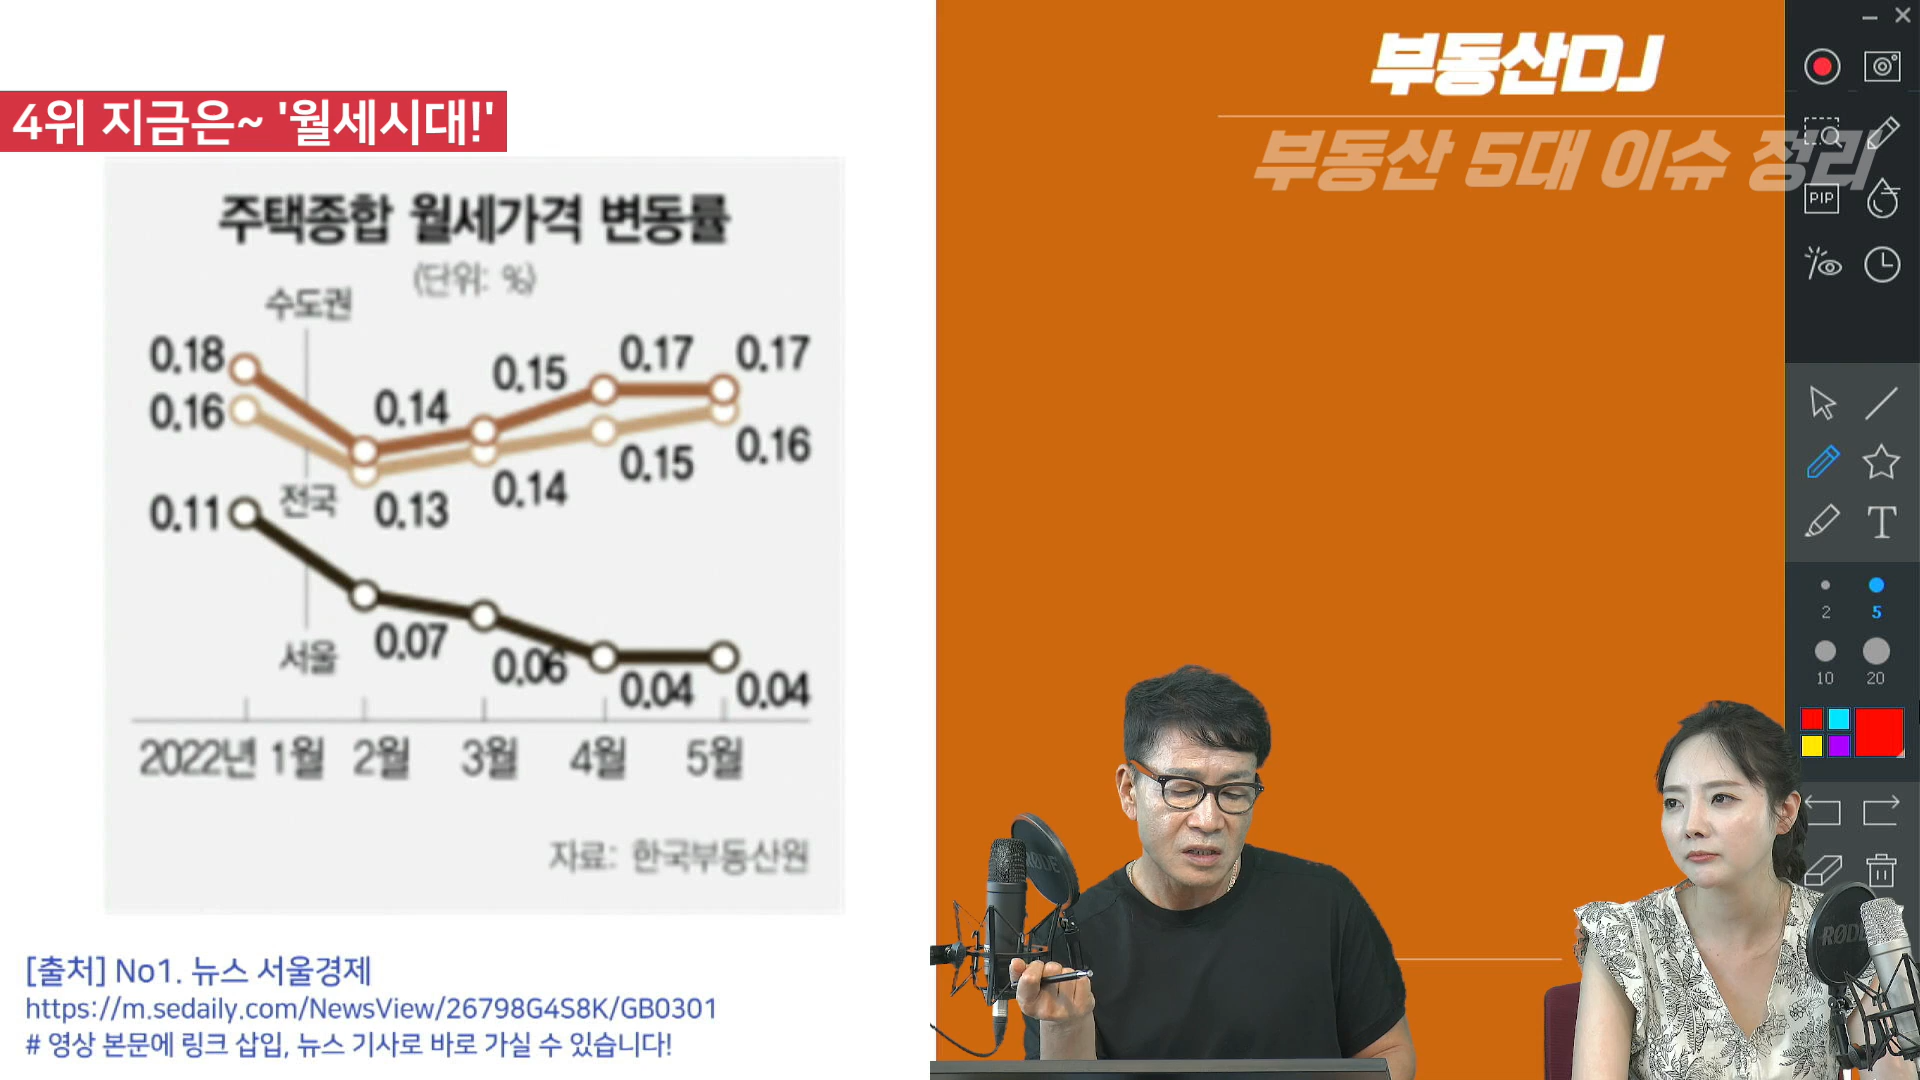 4위 지금은~ '월세시대!'
주택종합 월세가격 변동률
(단위: %)
수도권
0.18
0.14
0.15
0.17
0.17
0.16
0.13
0.14
0.15
0.16
전국
0.11
0.07
0.06
0.04
0.04
서울
2022년 1월 2월 3월 4월 5월
자료: 한국부동산원
[출처] No1. 뉴스 서울경제
https://m.sedaily.com/NewsView/26798G4S8K/GB0301
# 영상 본문에 링크 삽입, 뉴스 기사로 바로 가실 수 있습니다!
부동산DJ
부동산 5대 이슈 정리
PIP
T
2 5
10 20
RØDE
RØDE